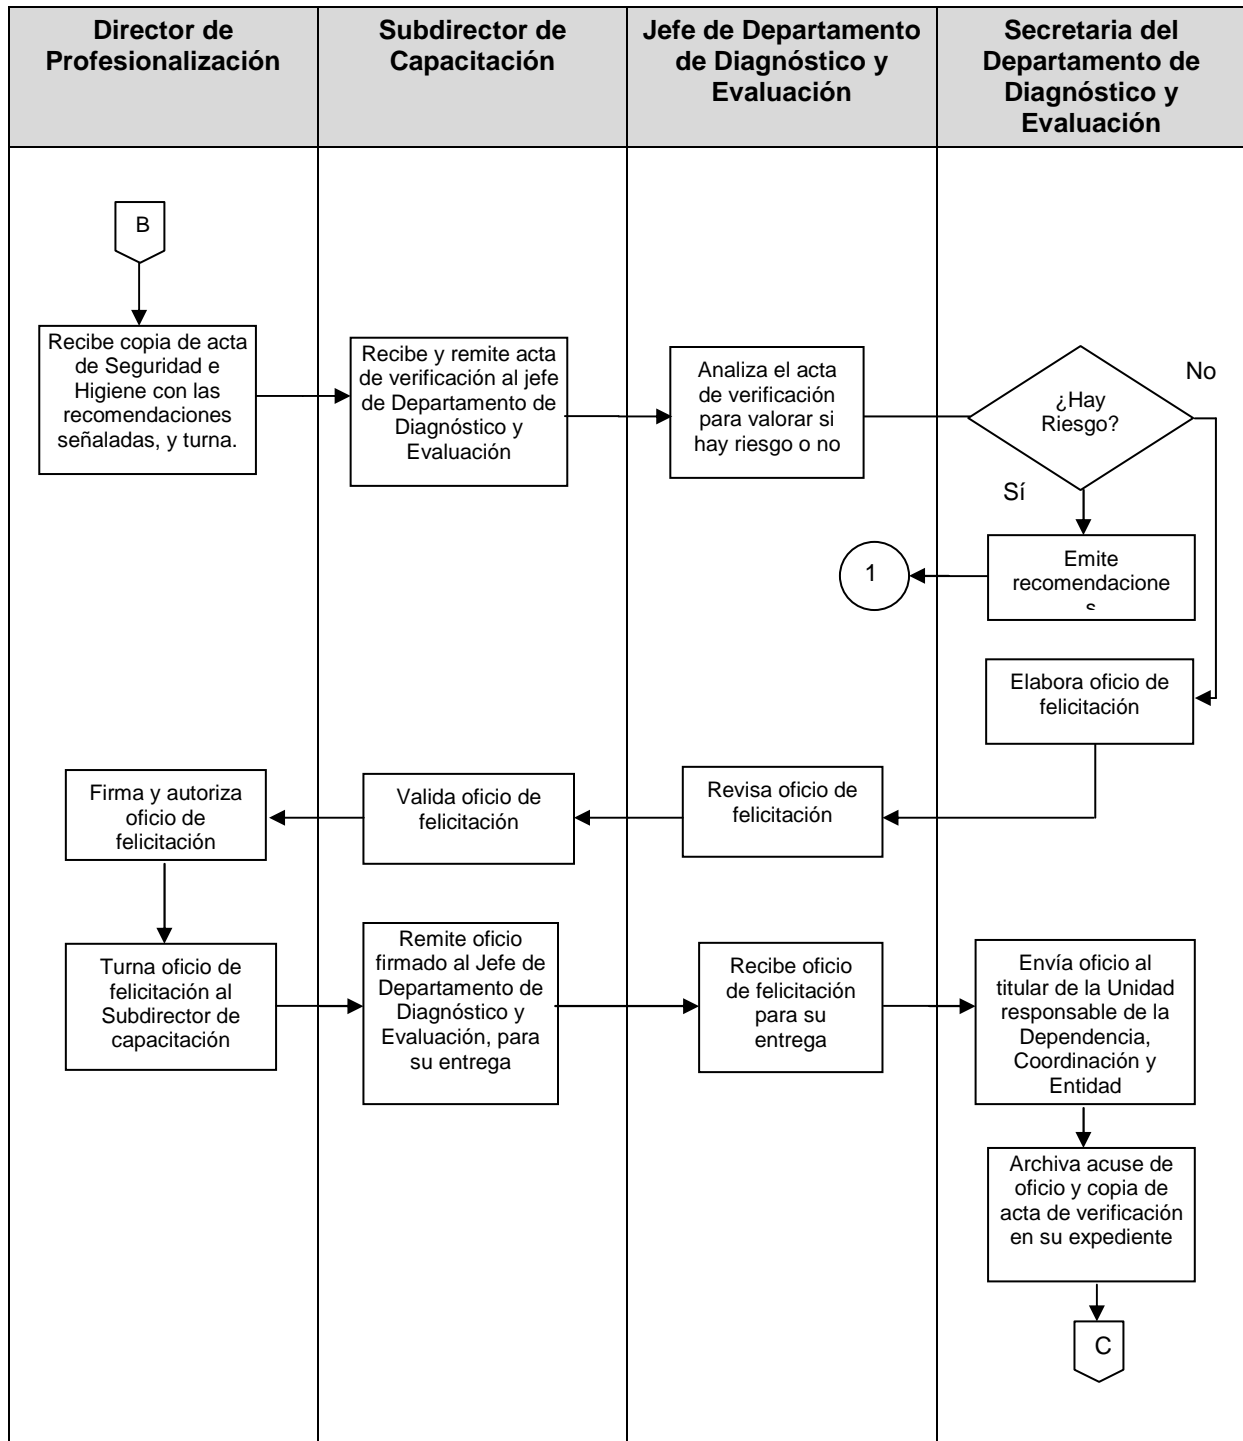 Director de
Profesionalización
Subdirector de
Capacitación
Jefe de Departamento
de Diagnóstico y
Evaluación
Secretaria del
Departamento de
Diagnóstico y
Evaluación
B
Recibe copia de acta
de Seguridad e
Higiene con las
recomendaciones
señaladas, y turna.
Recibe y remite acta
de verificación al jefe
de Departamento de
Diagnóstico y
Evaluación
Analiza el acta
de verificación
para valorar si
hay riesgo o no
¿Hay
Riesgo?
No
Sí
1
Emite
recomendacione
s
Elabora oficio de
felicitación
Firma y autoriza
oficio de
felicitación
Valida oficio de
felicitación
Revisa oficio de
felicitación
Turna oficio de
felicitación al
Subdirector de
capacitación
Remite oficio
firmado al Jefe de
Departamento de
Diagnóstico y
Evaluación, para
su entrega
Recibe oficio
de felicitación
para su
entrega
Envía oficio al
titular de la Unidad
responsable de la
Dependencia,
Coordinación y
Entidad
Archiva acuse de
oficio y copia de
acta de verificación
en su expediente
C